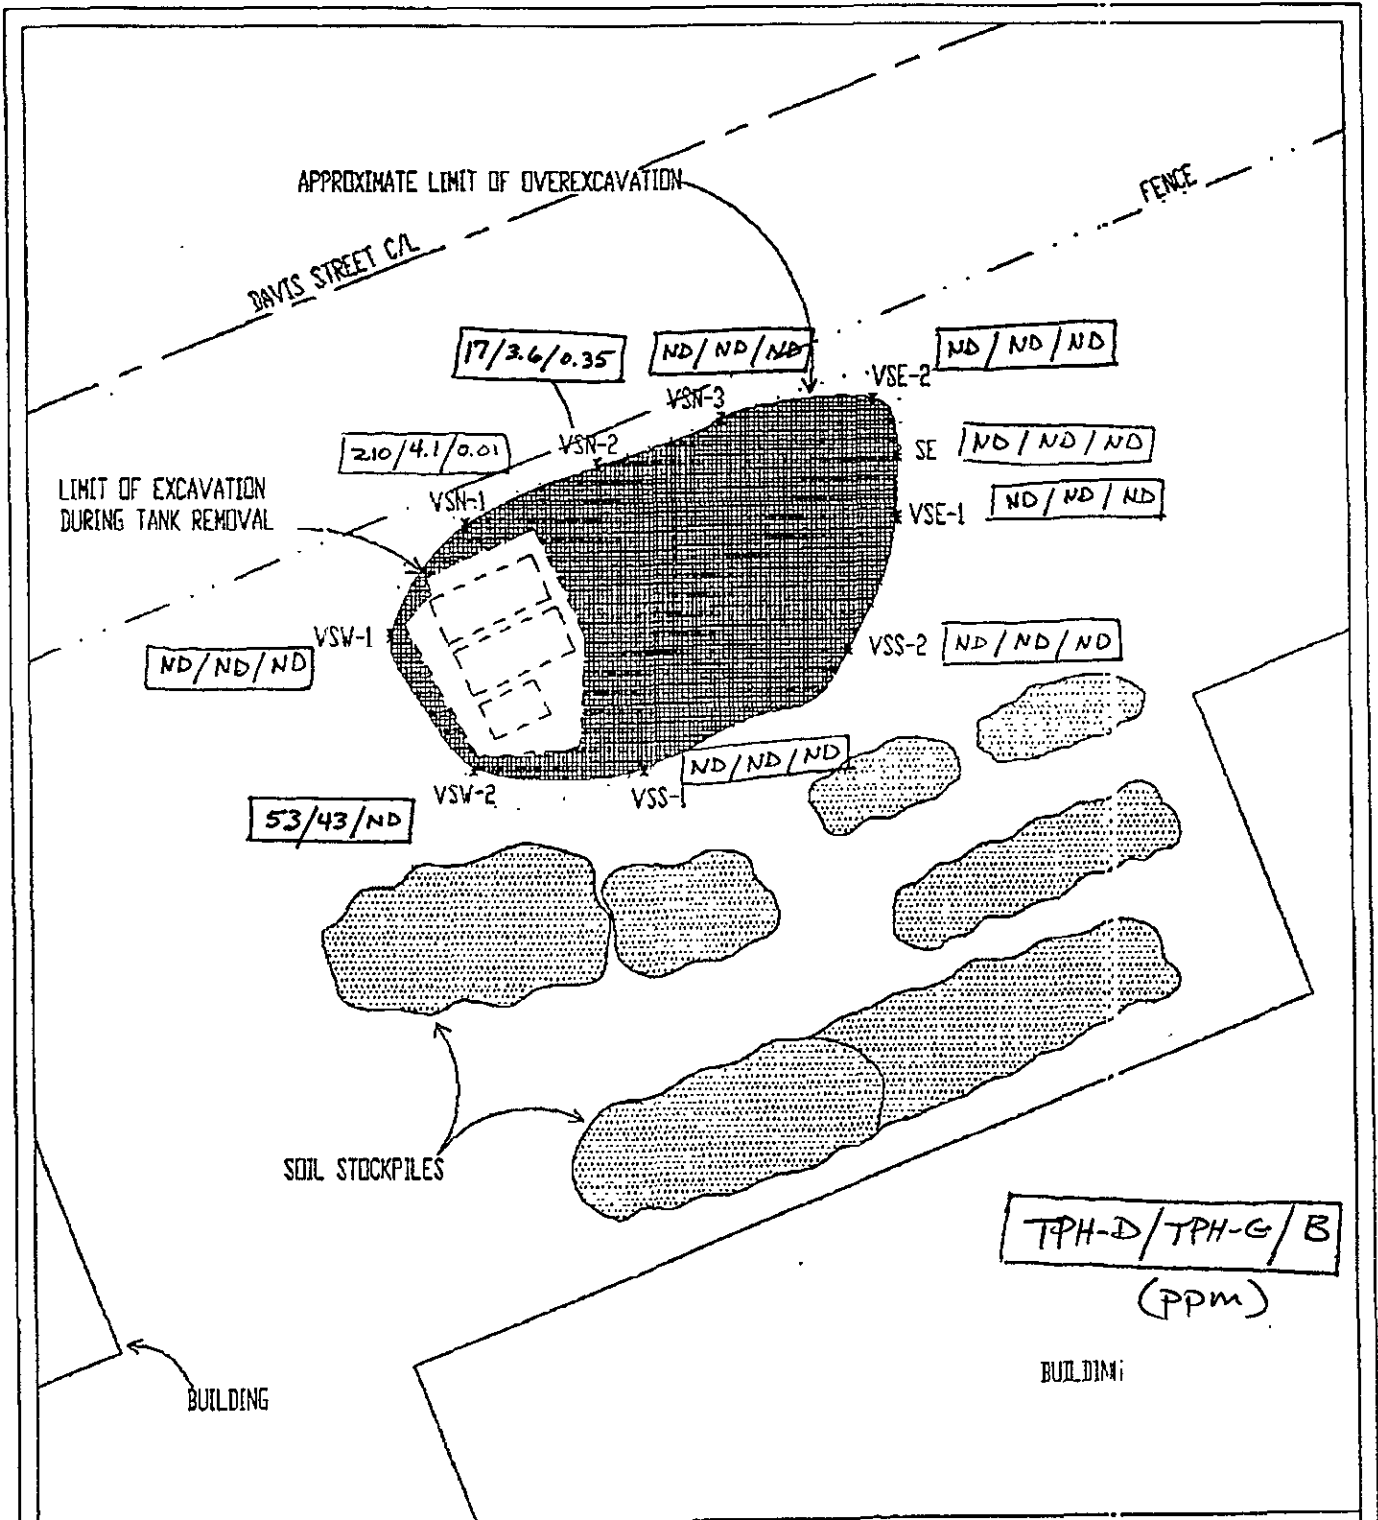 APPROXIMATE LIMIT OF OVEREXCAVATION
FENCE
DAVIS STREET C/L
17/3.6/0.35
ND/ND/ND
ND/ND/ND
VSE-2
VSN-3
210/4.1/0.01
VSN-2
SE
ND/ND/ND
LIMIT OF EXCAVATION
DURING TANK REMOVAL
VSN-1
VSE-1
ND/ND/ND
VSW-1
ND/ND/ND
VSS-2
ND/ND/ND
ND/ND/ND
VSW-2
VSS-1
53/43/ND
SOIL STOCKPILES
TPH-D/TPH-G/B
(ppm)
BUILDING
BUILDING